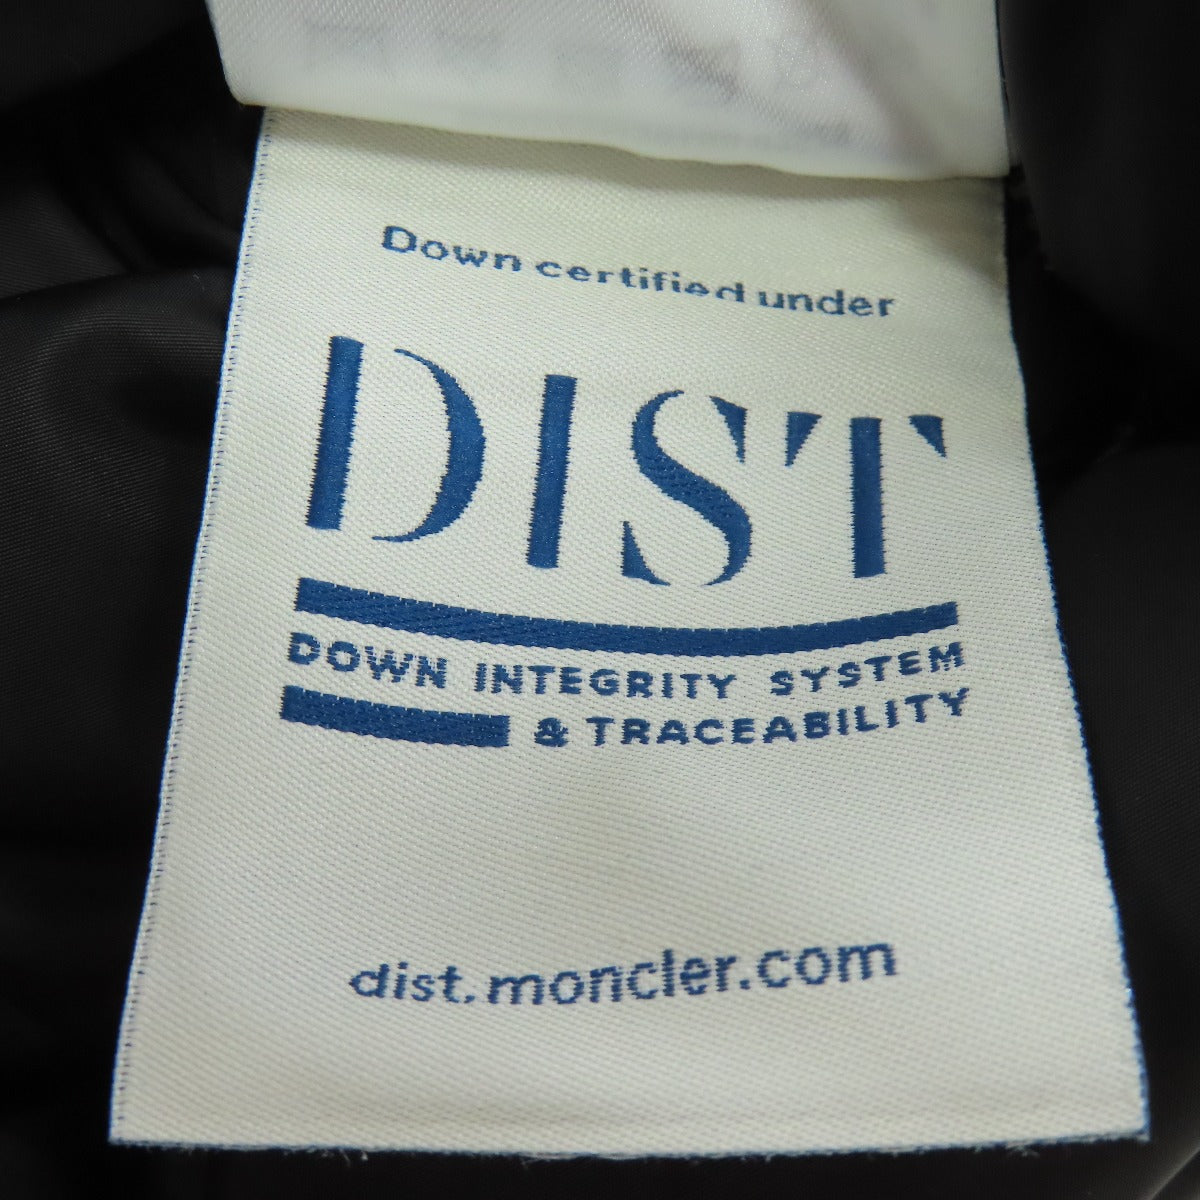 Down certified under
DIST
DOWN INTEGRITY SYSTEM
& TRACEABILITY
dist.moncler.com